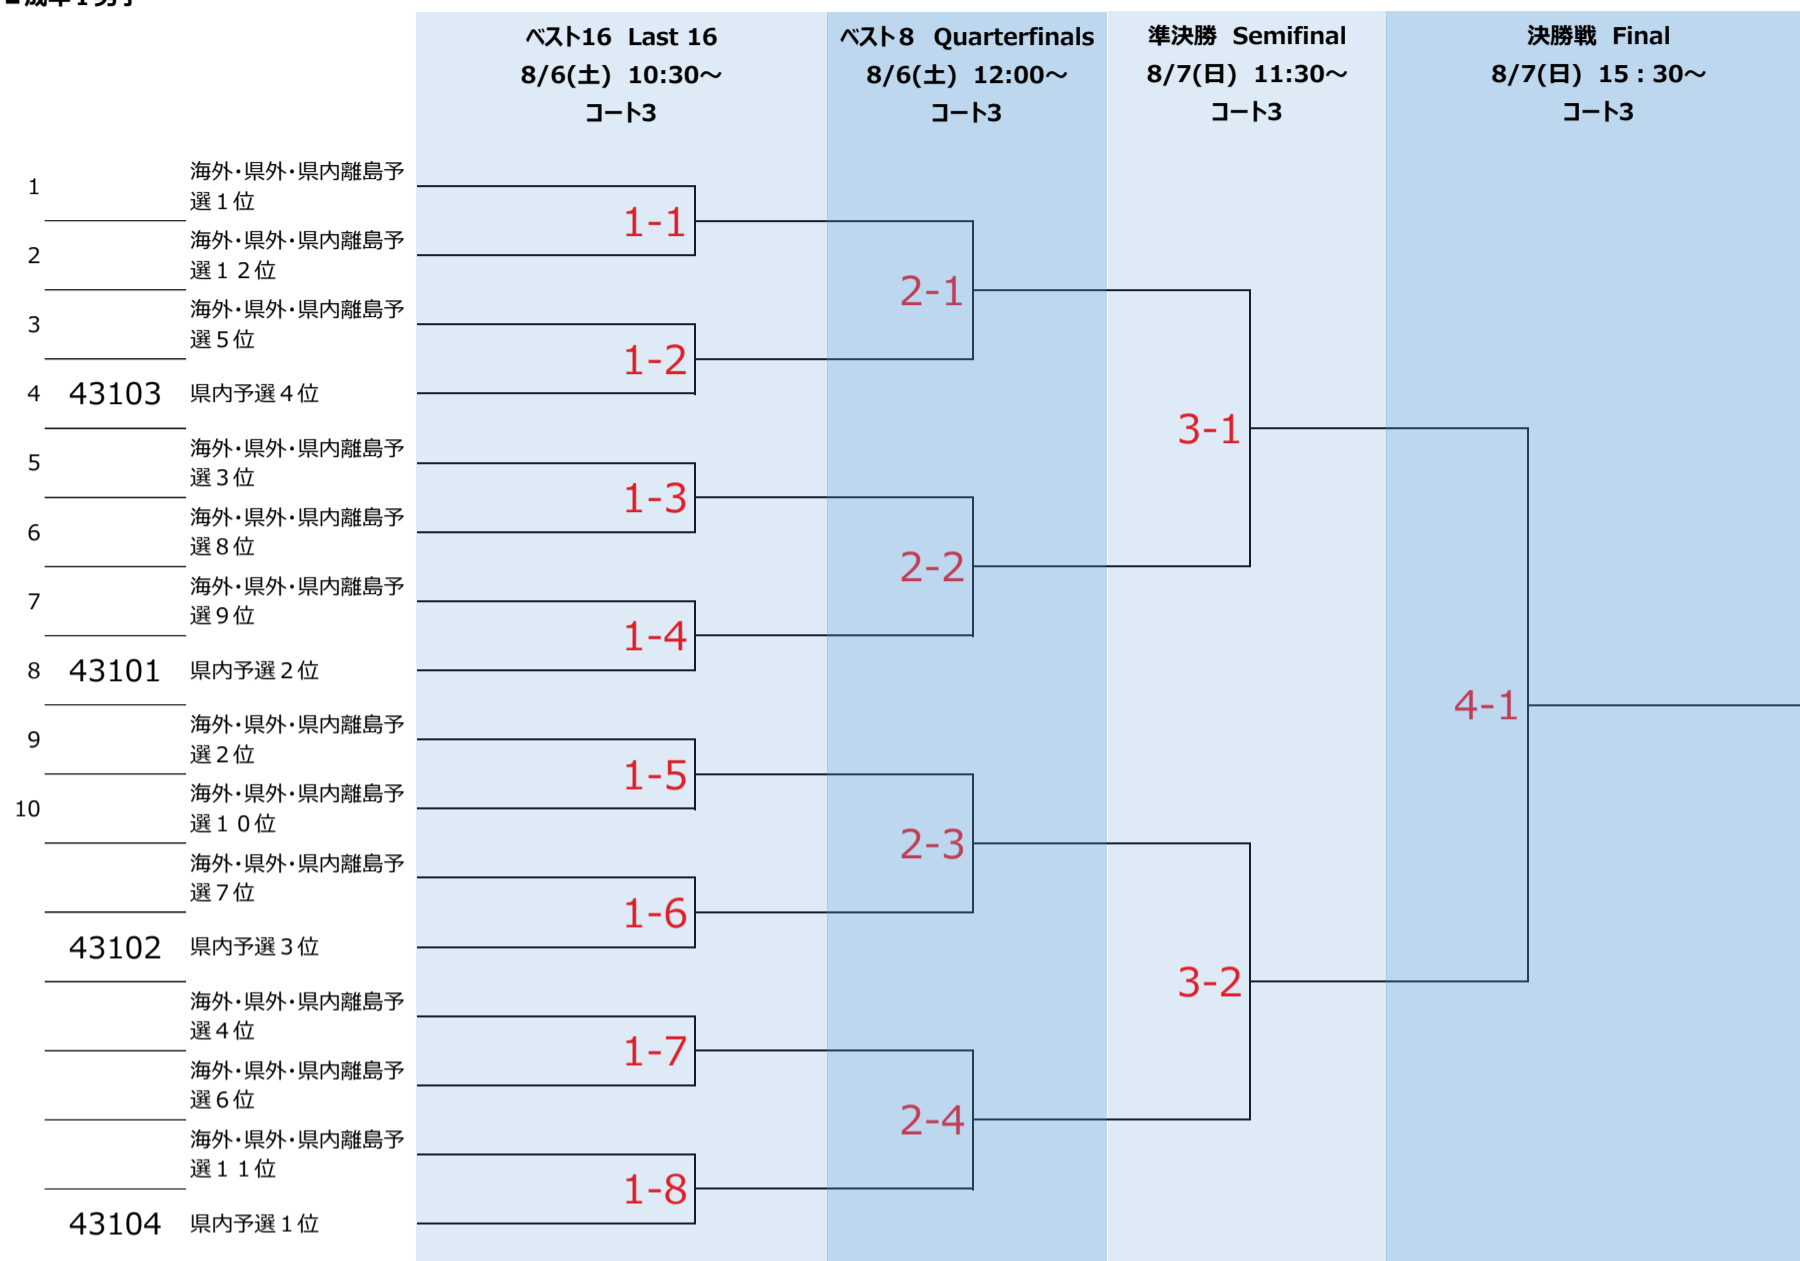 ベスト16 Last 16
8/6(土) 10:30～
コート3
ベスト8 Quarterfinals
8/6(土) 12:00～
コート3
準決勝 Semifinal
8/7(日) 11:30～
コート3
決勝戦 Final
8/7(日) 15：30～
コート3
1
海外・県外・県内離島予
選１位
2
海外・県外・県内離島予
選１２位
3
海外・県外・県内離島予
選５位
4 43103 県内予選４位
5
海外・県外・県内離島予
選３位
6
海外・県外・県内離島予
選８位
7
海外・県外・県内離島予
選９位
8 43101 県内予選２位
9
海外・県外・県内離島予
選２位
10
海外・県外・県内離島予
選１０位
海外・県外・県内離島予
選７位
43102 県内予選３位
海外・県外・県内離島予
選４位
海外・県外・県内離島予
選６位
海外・県外・県内離島予
選１１位
43104 県内予選１位
1-1
1-2
1-3
1-4
1-5
1-6
1-7
1-8
2-1
2-2
2-3
2-4
3-1
3-2
4-1